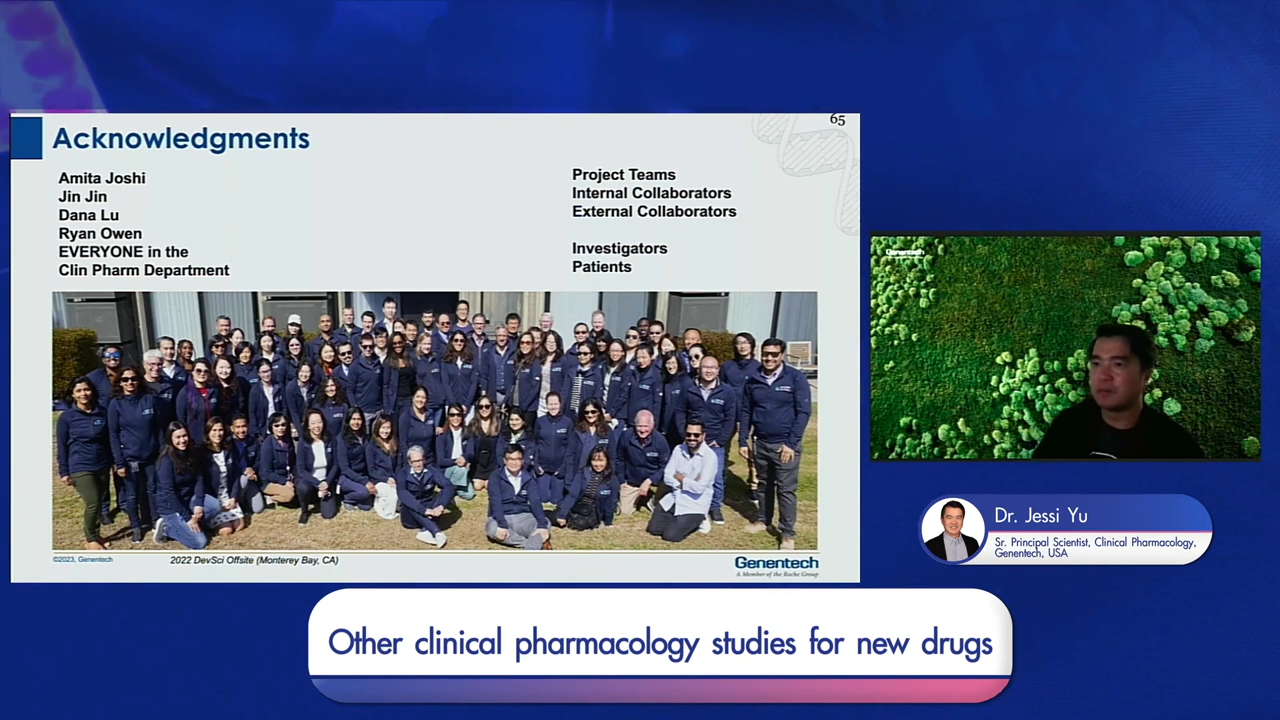 65
Acknowledgments
Amita Joshi
Jin Jin
Dana Lu
Ryan Owen
EVERYONE in the
Clin Pharm Department
Project Teams
Internal Collaborators
External Collaborators
Investigators
Patients
©2023, Genentech
2022 DevSci Offsite (Monterey Bay, CA)
Genentech
A Member of the Roche Group
Genentech
Dr. Jessi Yu
Sr. Principal Scientist, Clinical Pharmacology,
Genentech, USA
Other clinical pharmacology studies for new drugs